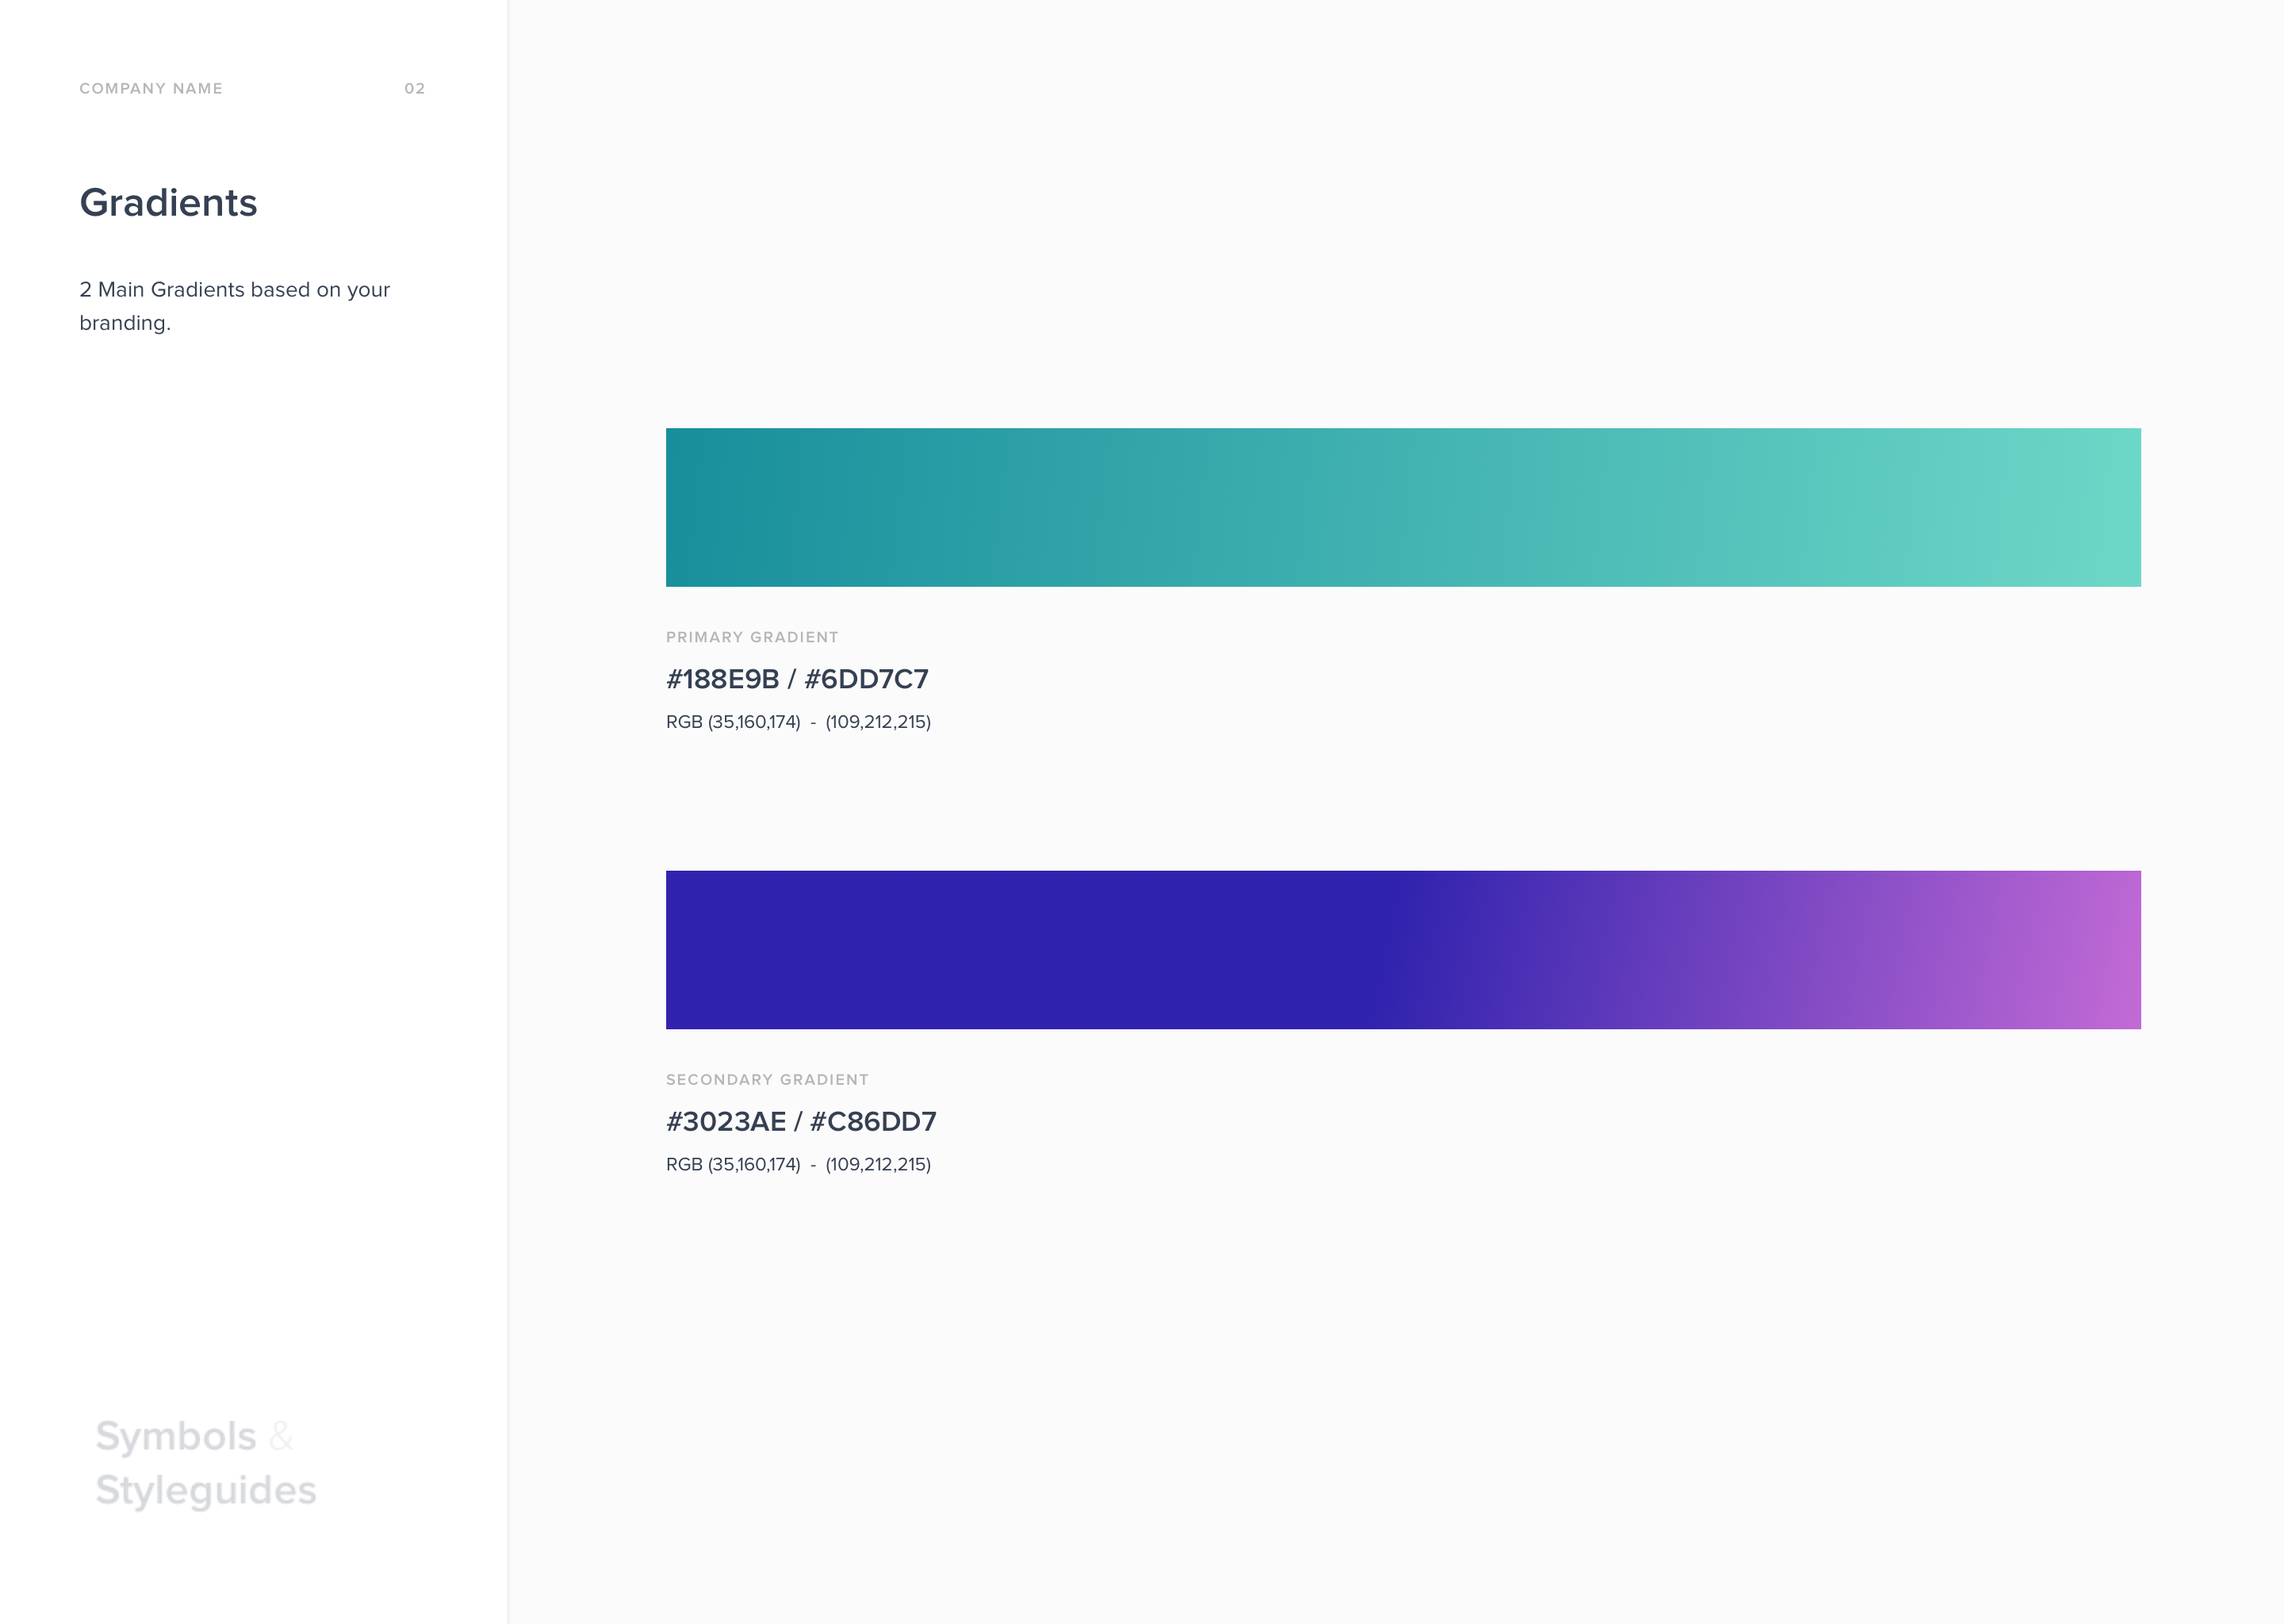 COMPANY NAME 02
Gradients
2 Main Gradients based on your
branding.
PRIMARY GRADIENT
#188E9B / #6DD7C7
RGB (35,160,174) - (109,212,215)
SECONDARY GRADIENT
#3023AE / #C86DD7
RGB (35,160,174) - (109,212,215)
Symbols &
Styleguides